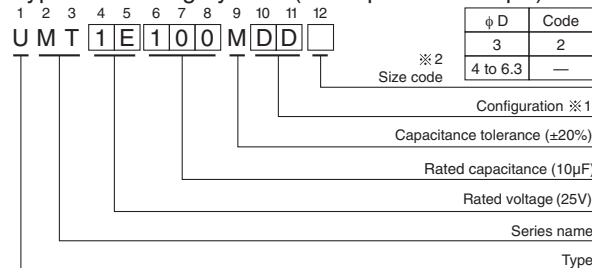 1 2 3 4 5 6 7 8 9 10 11 12
U M T 1 E 1 0 0 M D D
φ D Code
3 2
4 to 6.3 —
※2
Size code
Configuration ※1
Capacitance tolerance (±20%)
Rated capacitance (10µF)
Rated voltage (25V)
Series name
Type